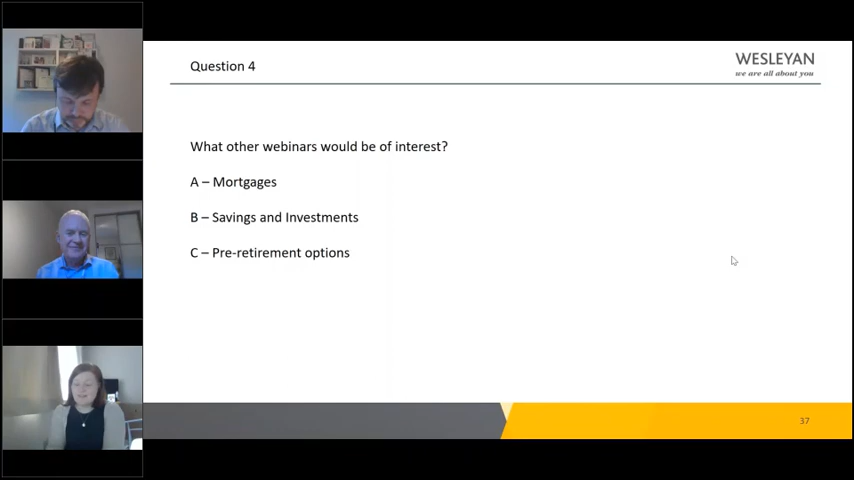 Question 4
WESLEYAN
we are all about you
What other webinars would be of interest?
A – Mortgages
B – Savings and Investments
C – Pre-retirement options
37